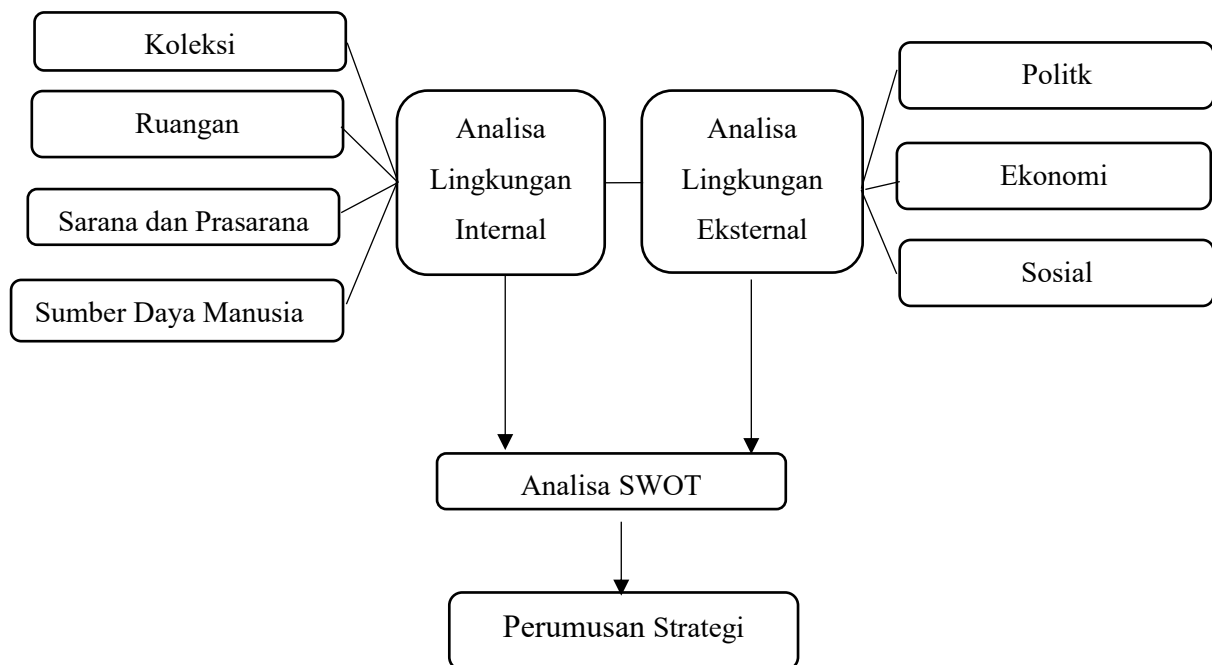 Koleksi
Ruangan
Sarana dan Prasarana
Sumber Daya Manusia
Analisa
Lingkungan
Internal
Analisa
Lingkungan
Eksternal
Politk
Ekonomi
Sosial
Analisa SWOT
Perumusan Strategi